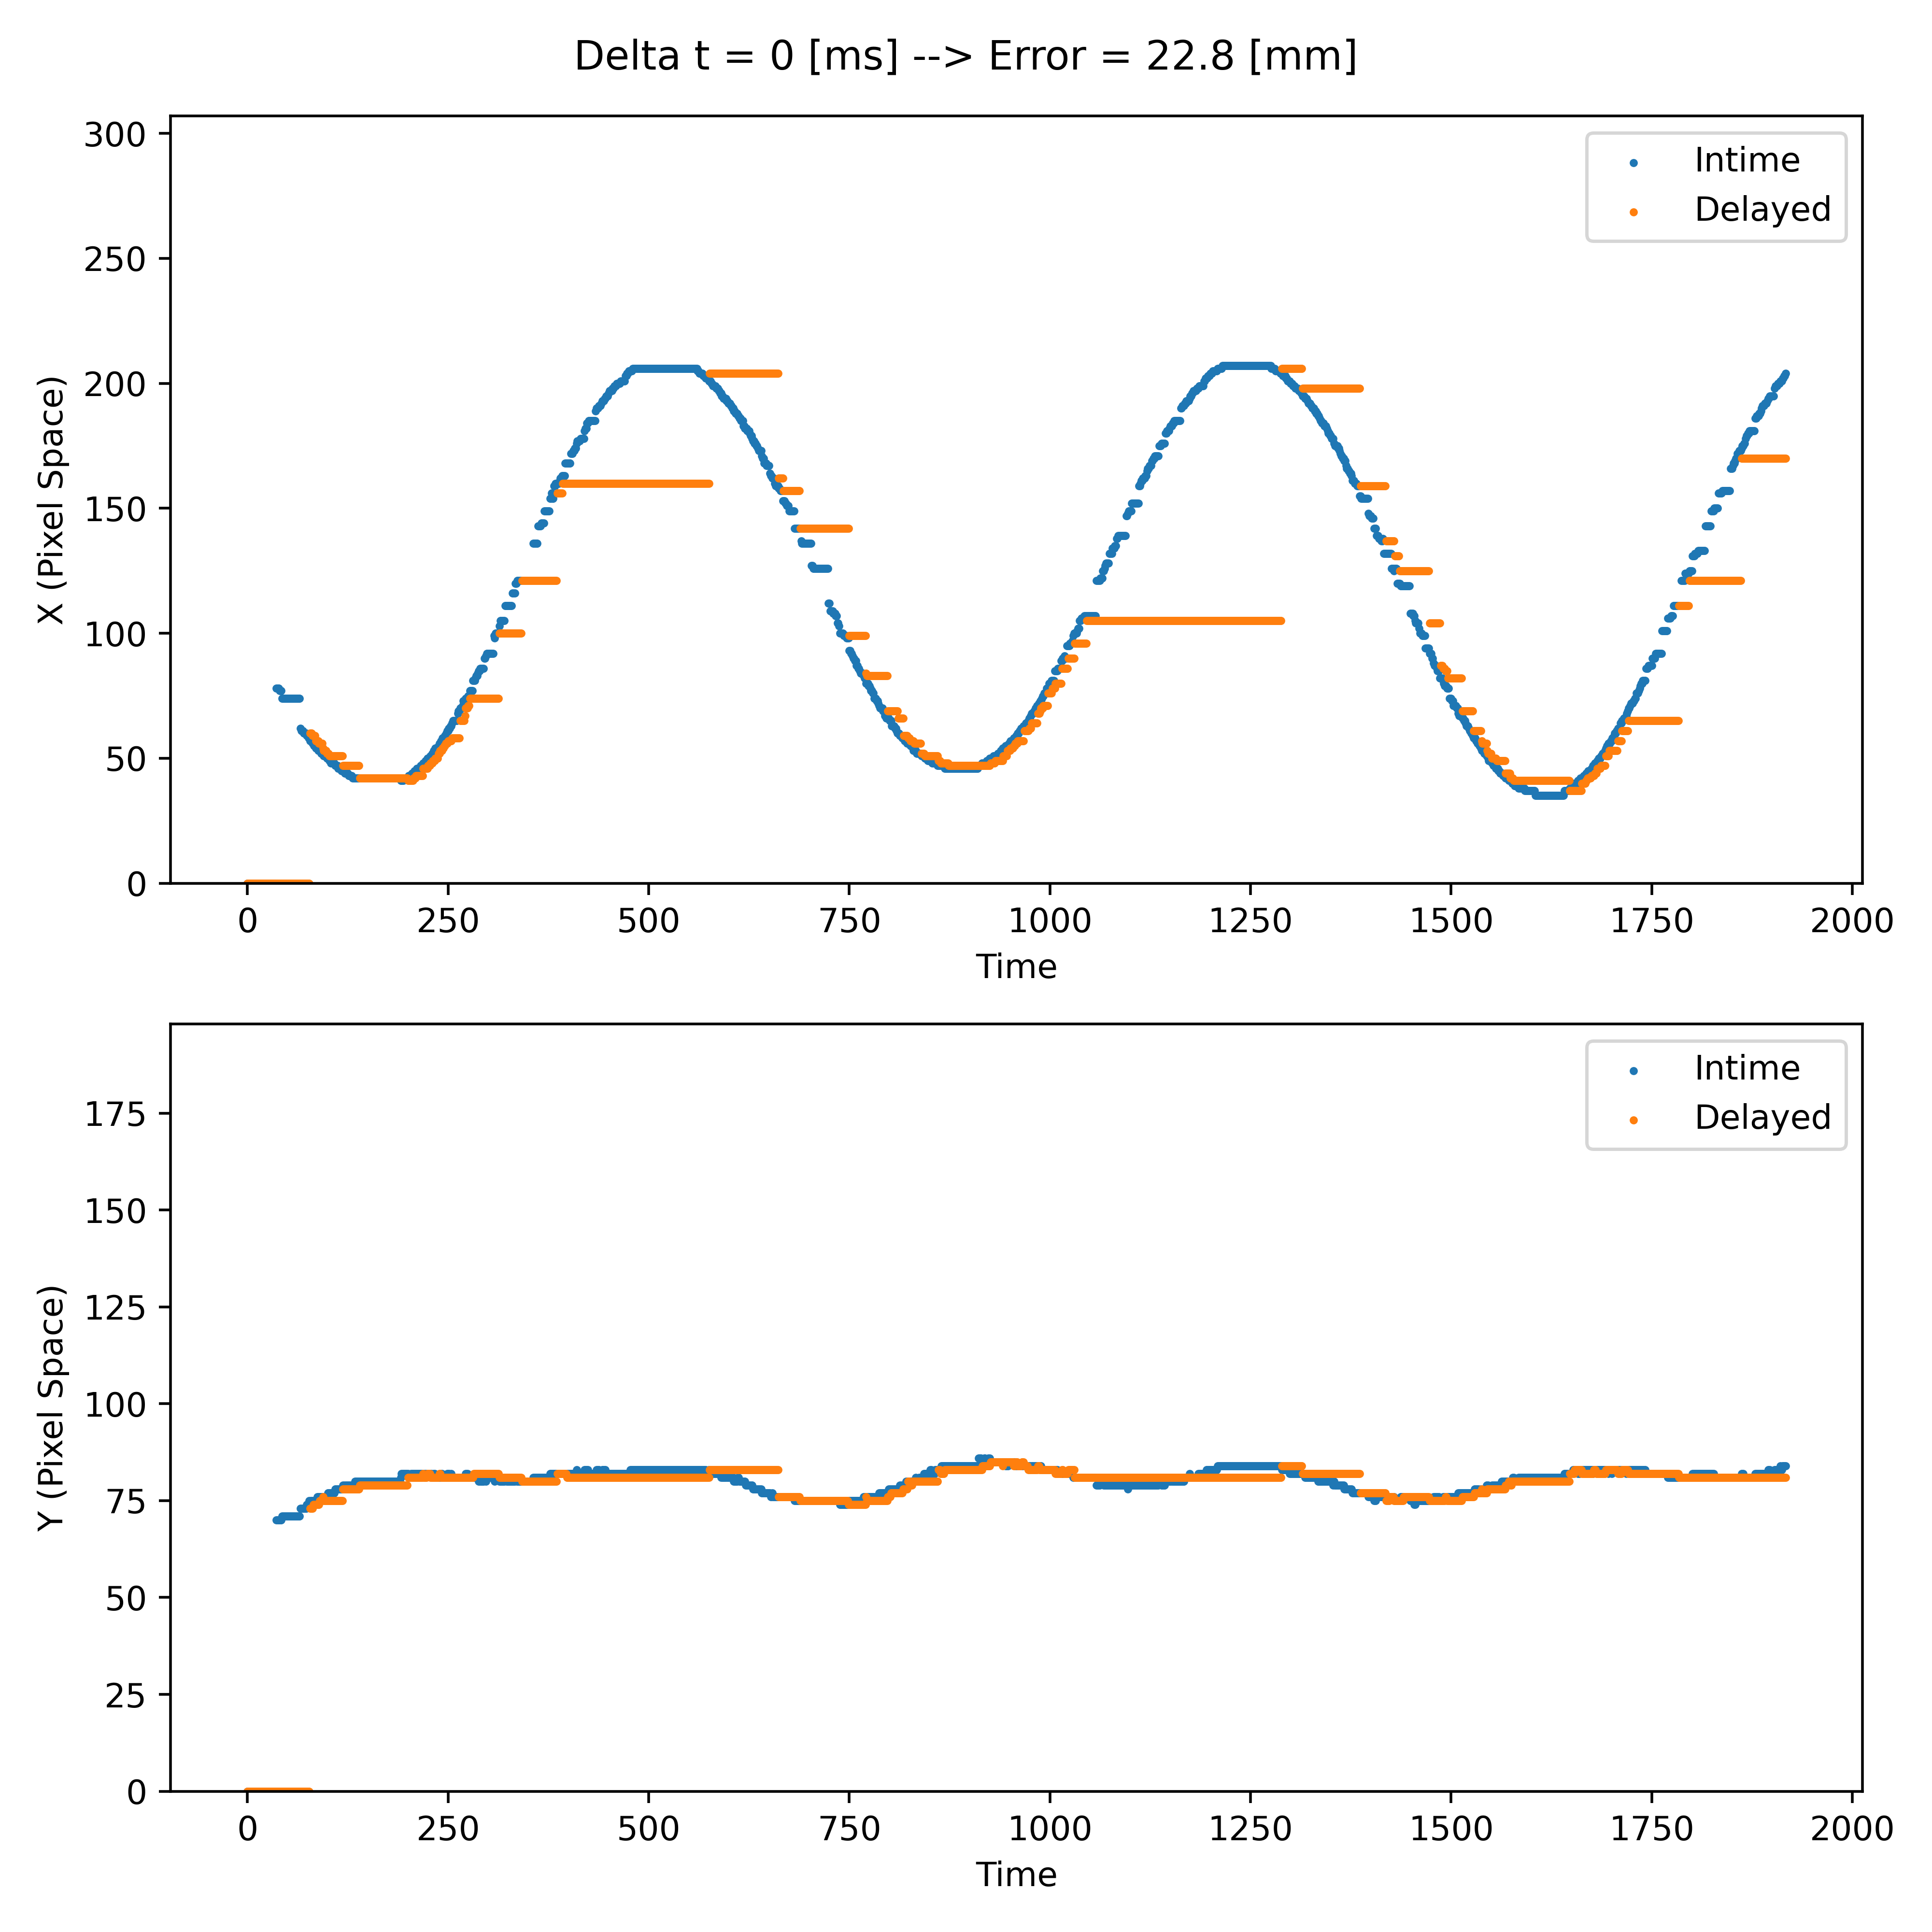 Delta t = 0 [ms] --> Error = 22.8 [mm]
300
250
200
150
100
50
0
X (Pixel Space)
Intime
Delayed
0 250 500 750 1000 1250 1500 1750 2000
Time
175
150
125
100
75
50
25
0
Y (Pixel Space)
Intime
Delayed
0 250 500 750 1000 1250 1500 1750 2000
Time